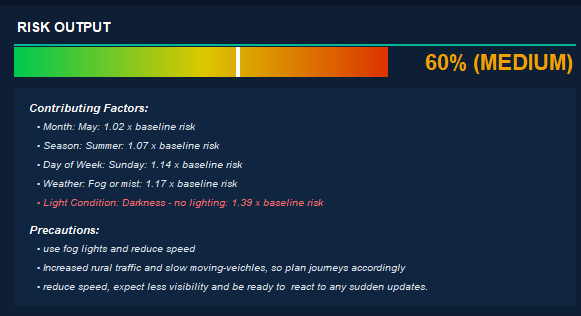 RISK OUTPUT
60% (MEDIUM)
Contributing Factors:
• Month: May: 1.02 x baseline risk
• Season: Summer: 1.07 x baseline risk
• Day of Week: Sunday: 1.14 x baseline risk
• Weather: Fog or mist: 1.17 x baseline risk
• Light Condition: Darkness - no lighting: 1.39 x baseline risk
Precautions:
• use fog lights and reduce speed
• Increased rural traffic and slow moving-veichles, so plan journeys accordingly
• reduce speed, expect less visibility and be ready to  react to any sudden updates.